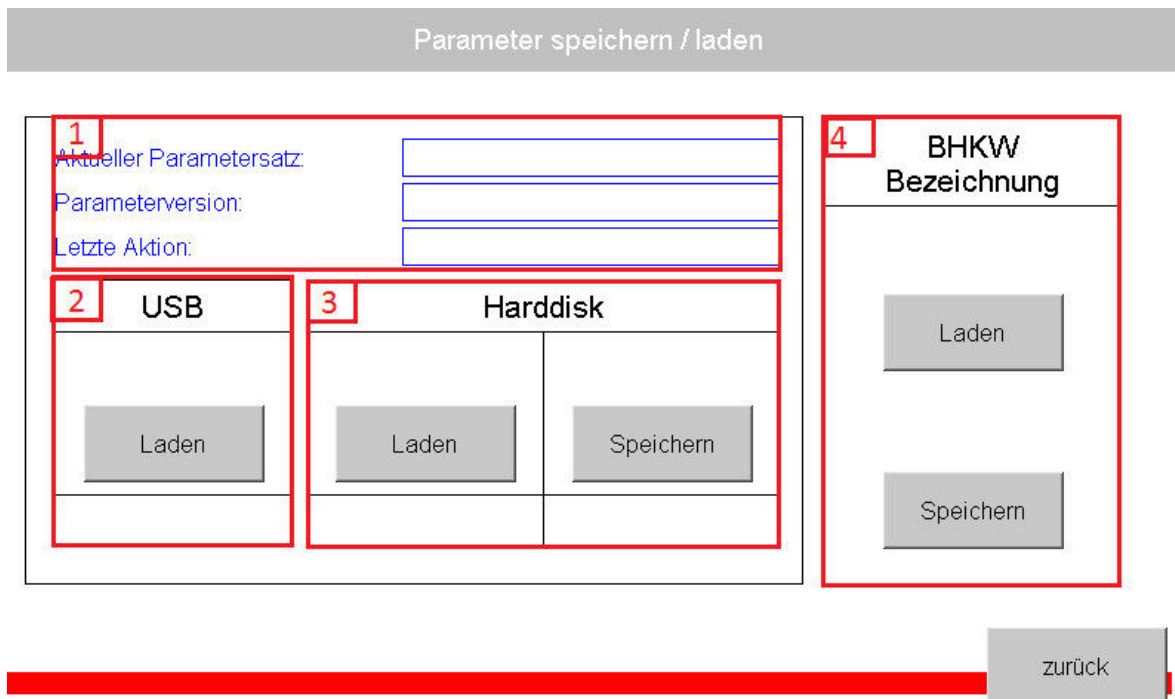 Parameter speichern / laden
1
Aktueller Parametersatz:
Parameterversion:
Letzte Aktion:
2
USB
Laden
3
Harddisk
Laden
Speichern
4
BHKW
Bezeichnung
Laden
Speichern
zurück